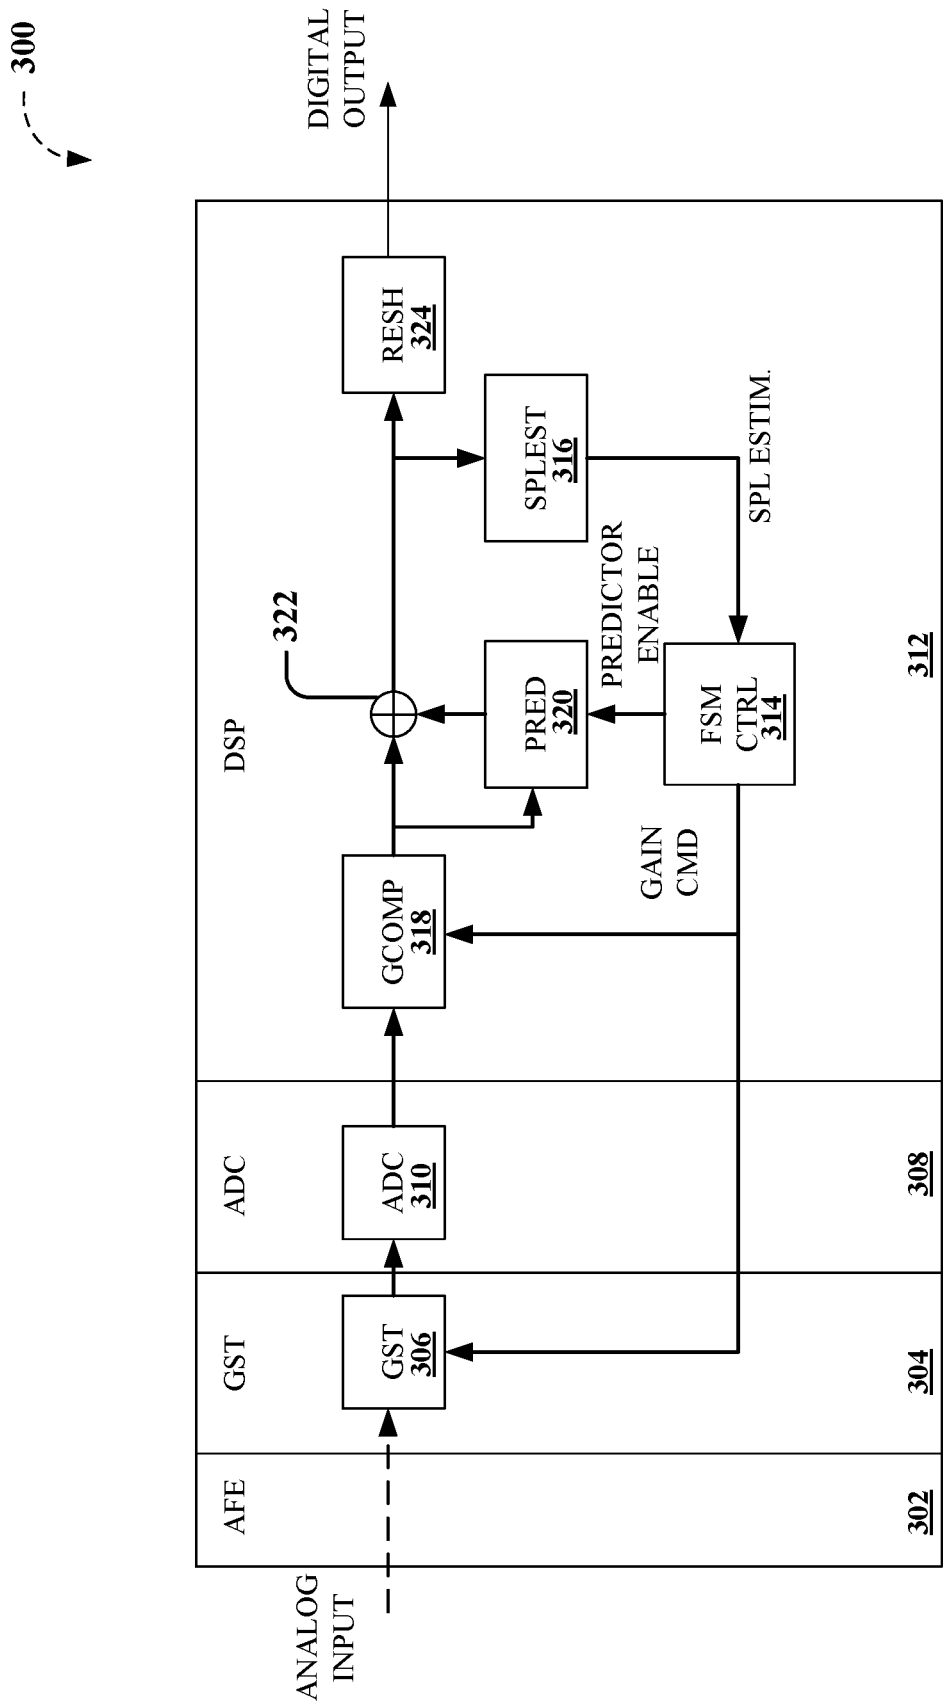 300
AFE
GST
ADC
DSP
ANALOG
INPUT
GST
306
ADC
310
GCOMP
318
322
RESH
324
DIGITAL
OUTPUT
PRED
320
SPLEST
316
PREDICTOR
ENABLE
GAIN
CMD
FSM
CTRL
314
SPL ESTIM.
302
304
308
312